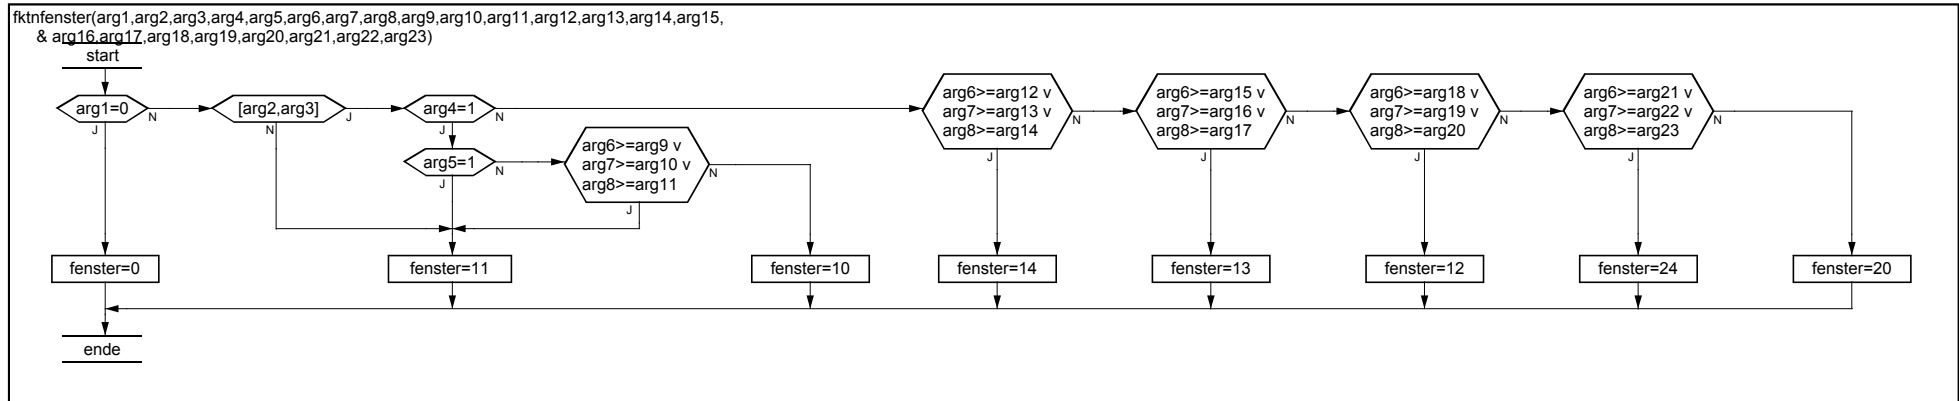 fktnfenster(arg1,arg2,arg3,arg4,arg5,arg6,arg7,arg8,arg9,arg10,arg11,arg12,arg13,arg14,arg15,
& arg16,arg17,arg18,arg19,arg20,arg21,arg22,arg23)
start
arg1=0
N
J
[arg2,arg3]
J
N
arg4=1
N
J
arg5=1
N
J
arg6>=arg9 v
arg7>=arg10 v
arg8>=arg11
N
J
arg6>=arg12 v
arg7>=arg13 v
arg8>=arg14
N
J
arg6>=arg15 v
arg7>=arg16 v
arg8>=arg17
N
J
arg6>=arg18 v
arg7>=arg19 v
arg8>=arg20
N
J
arg6>=arg21 v
arg7>=arg22 v
arg8>=arg23
N
J
fenster=0
fenster=11
fenster=10
fenster=14
fenster=13
fenster=12
fenster=24
fenster=20
ende